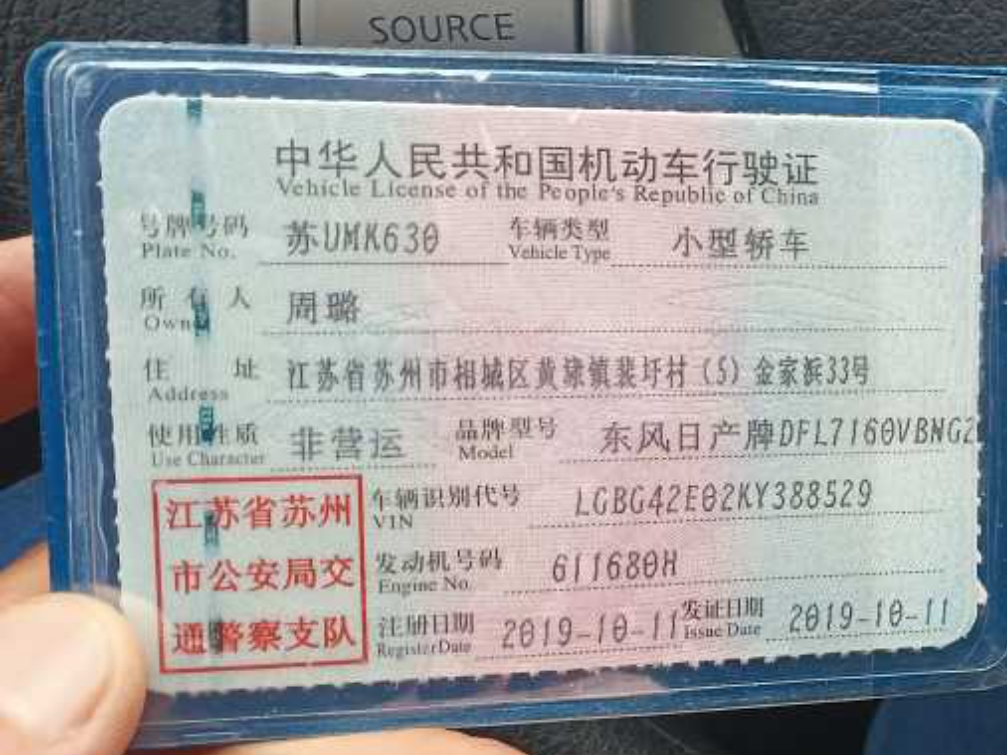 SOURCE
中华人民共和国机动车行驶证
Vehicle License of the People's Republic of China
号牌号码 苏UMK630 车辆类型 小型轿车
Plate No. Vehicle Type
所有人 周璐
Owner
住址 江苏省苏州市相城区黄埭镇裴圩村(5)金家浜33号
Address
使用性质 非营运 品牌型号 东风日产牌DFL7160VBNG2
Use Character Model
江苏省苏州 车辆识别代号 LGBG42E02KY388529
VIN
市公安局交 发动机号码 611680H
Engine No.
通警察支队 注册日期 2019-10-11 发证日期 2019-10-11
Register Date Issue Date